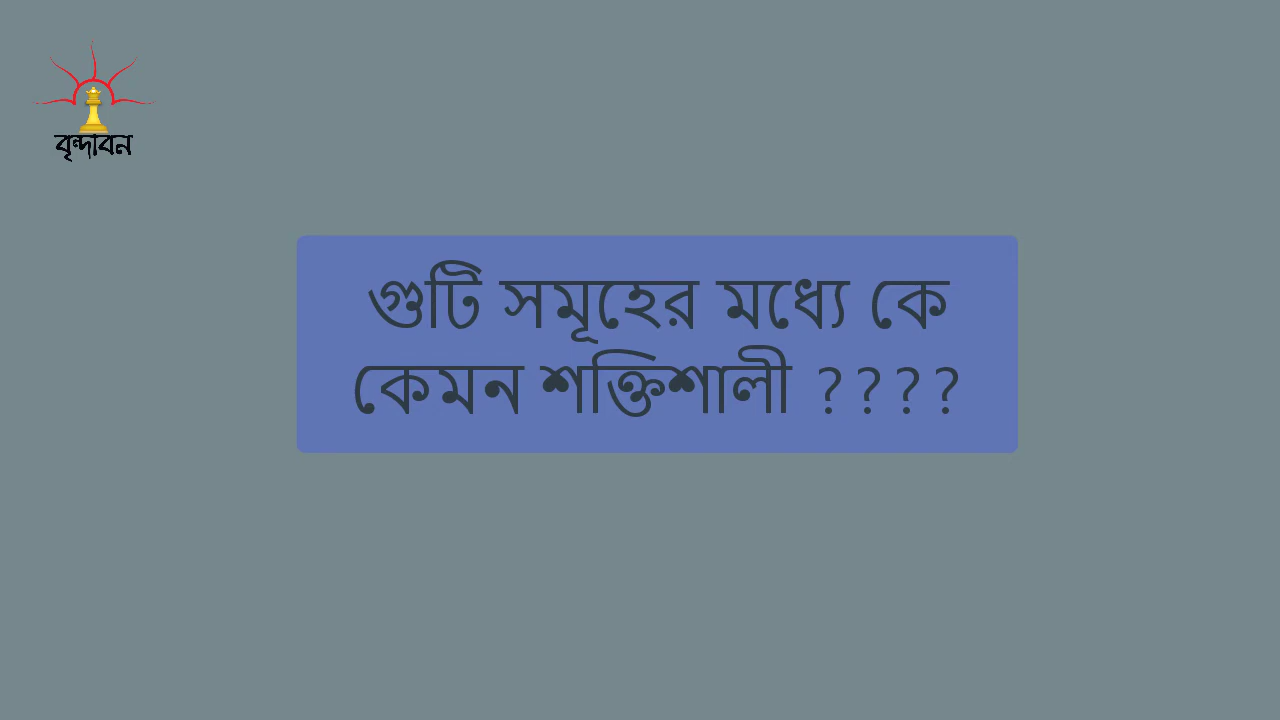 বৃন্দাবন
গুটি সমূহের মধ্যে কে
কেমন শক্তিশালী ????